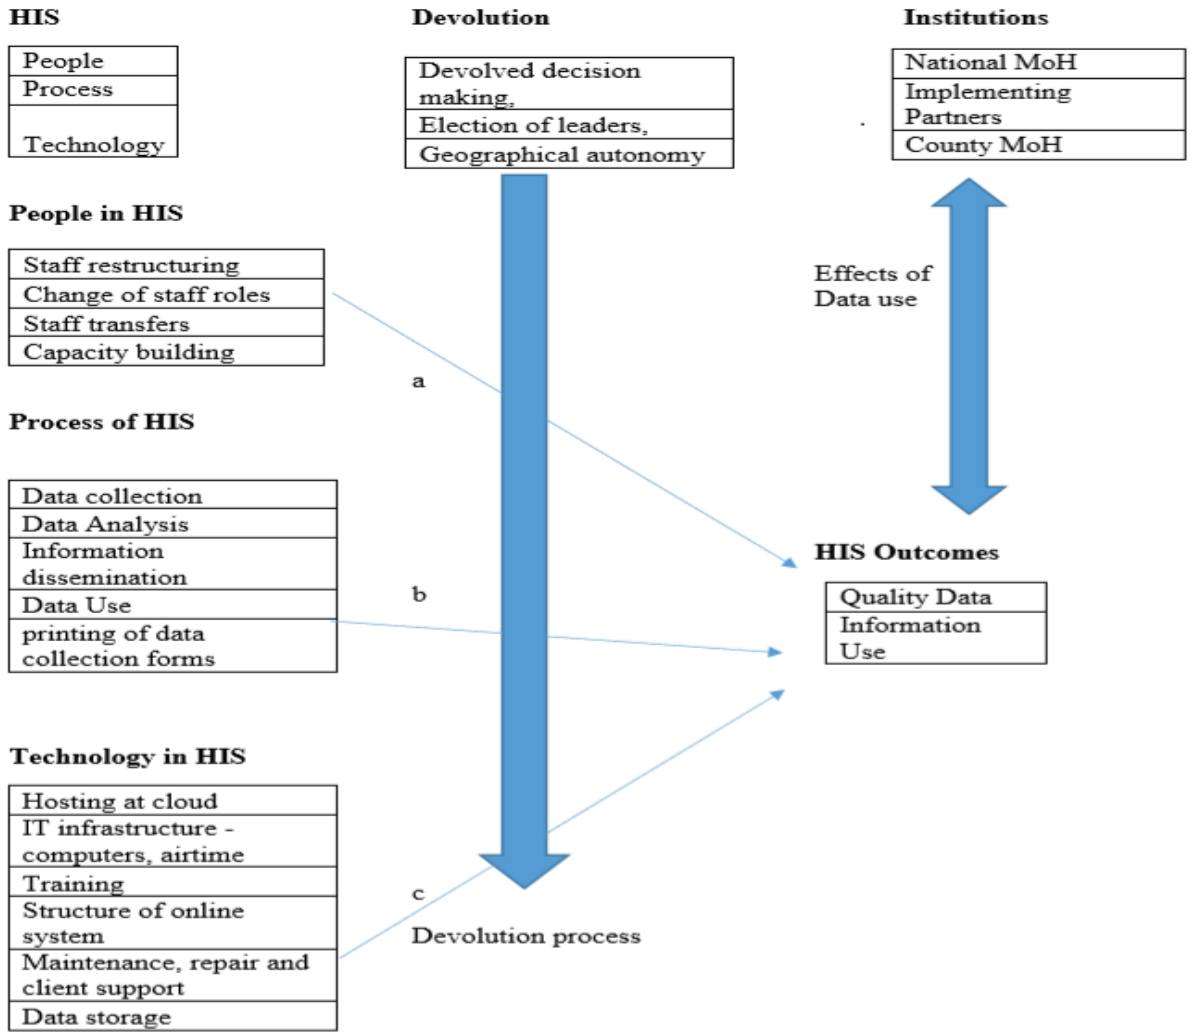 HIS
People
Process
Technology
Devolution
Devolved decision
making,
Election of leaders,
Geographical autonomy
Institutions
National MoH
Implementing
Partners
County MoH
People in HIS
Staff restructuring
Change of staff roles
Staff transfers
Capacity building
a
Effects of
Data use
Process of HIS
Data collection
Data Analysis
Information
dissemination
Data Use
printing of data
collection forms
b
HIS Outcomes
Quality Data
Information
Use
Technology in HIS
Hosting at cloud
IT infrastructure -
computers, airtime
Training
Structure of online
system
Maintenance, repair and
client support
Data storage
c
Devolution process